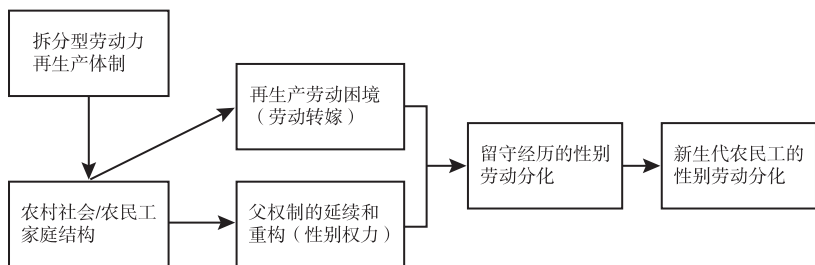 拆分型劳动力
再生产体制
再生产劳动困境
（劳动转嫁）
农村社会/农民工
家庭结构
父权制的延续和
重构（性别权力）
留守经历的性别
劳动分化
新生代农民工的
性别劳动分化